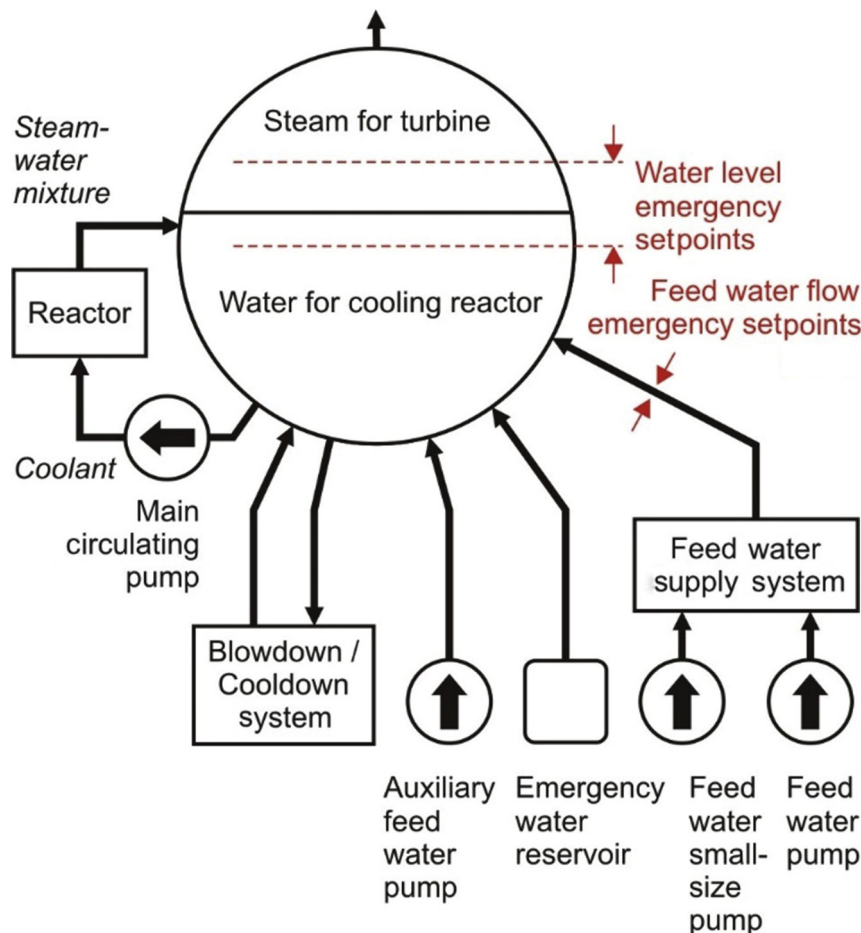 Steam for turbine
Steam-
water
mixture
Water level
emergency
setpoints
Water for cooling reactor
Feed water flow
emergency setpoints
Reactor
Coolant
Main
circulating
pump
Feed water
supply system
Blowdown /
Cooldown
system
Auxiliary
feed
water
pump
Emergency
water
reservoir
Feed
water
small-
size
pump
Feed
water
pump